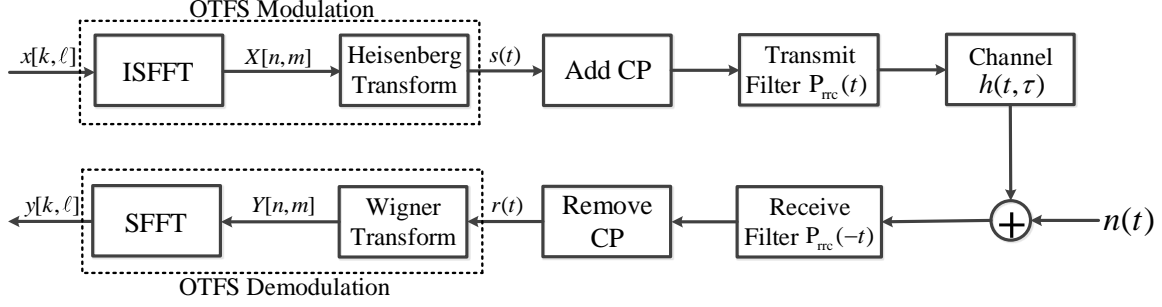 OTFS Modulation
x[k,ℓ]
ISFFT
X[n,m]
Heisenberg
Transform
s(t)
Add CP
Transmit
Filter P_rrc(t)
Channel
h(t,τ)
y[k,ℓ]
SFFT
Y[n,m]
Wigner
Transform
r(t)
Remove
CP
Receive
Filter P_rrc(−t)
+
n(t)
OTFS Demodulation